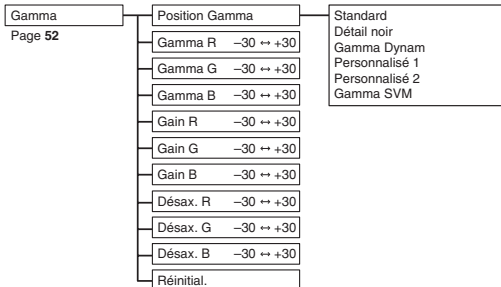 Gamma
Page 52
Position Gamma
Gamma R –30 ↔ +30
Gamma G –30 ↔ +30
Gamma B –30 ↔ +30
Gain R –30 ↔ +30
Gain G –30 ↔ +30
Gain B –30 ↔ +30
Désax. R –30 ↔ +30
Désax. G –30 ↔ +30
Désax. B –30 ↔ +30
Réinitial.
Standard
Détail noir
Gamma Dynam
Personnalisé 1
Personnalisé 2
Gamma SVM